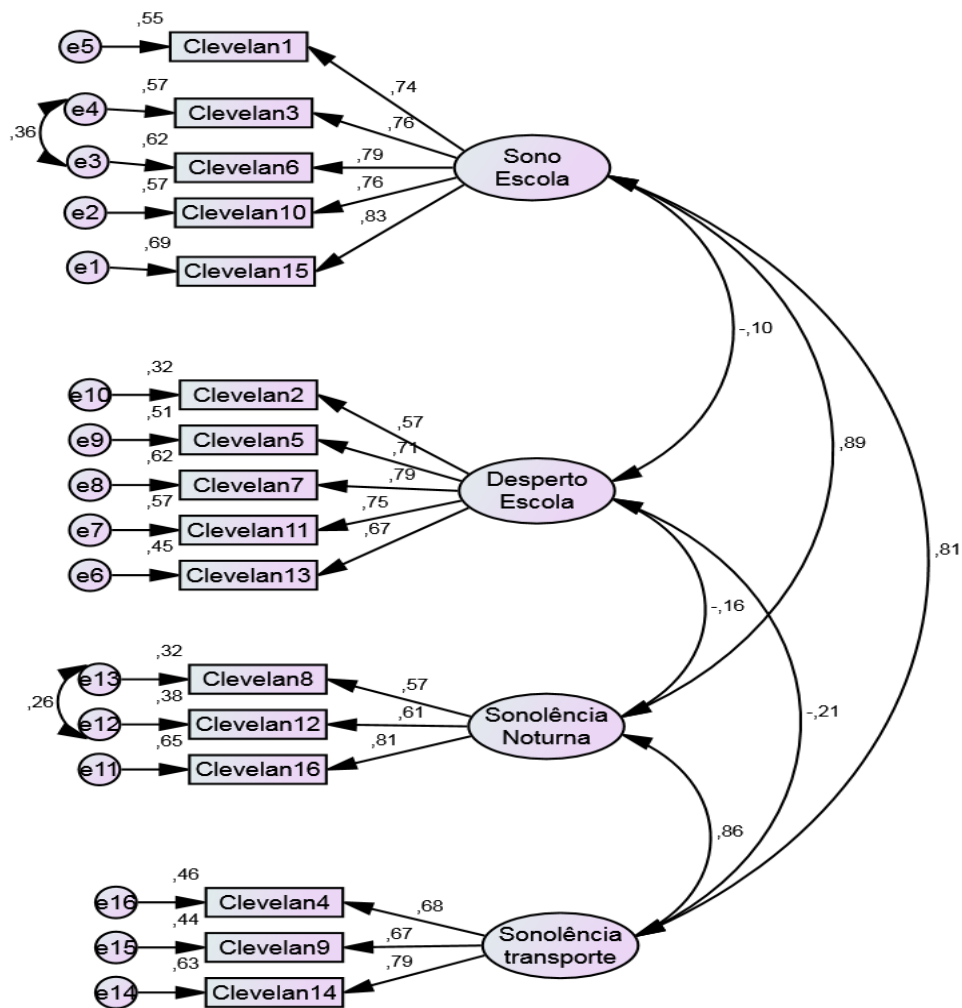 ,55
e5
Clevelan1
,74
,57
e4
Clevelan3
,76
,36
,62
e3
Clevelan6
,79
Sono
Escola
,57
e2
Clevelan10
,76
,69
e1
Clevelan15
,83
-,10
,32
e10
Clevelan2
,57
,51
e9
Clevelan5
,71
,89
,62
e8
Clevelan7
,79
Desperto
Escola
,57
e7
Clevelan11
,75
,45
e6
Clevelan13
,67
,81
-,16
,32
e13
Clevelan8
,57
,26
,38
e12
Clevelan12
,61
Sonolência
Noturna
-,21
,65
e11
Clevelan16
,81
,86
,46
e16
Clevelan4
,68
,44
e15
Clevelan9
,67
Sonolência
transporte
,63
e14
Clevelan14
,79